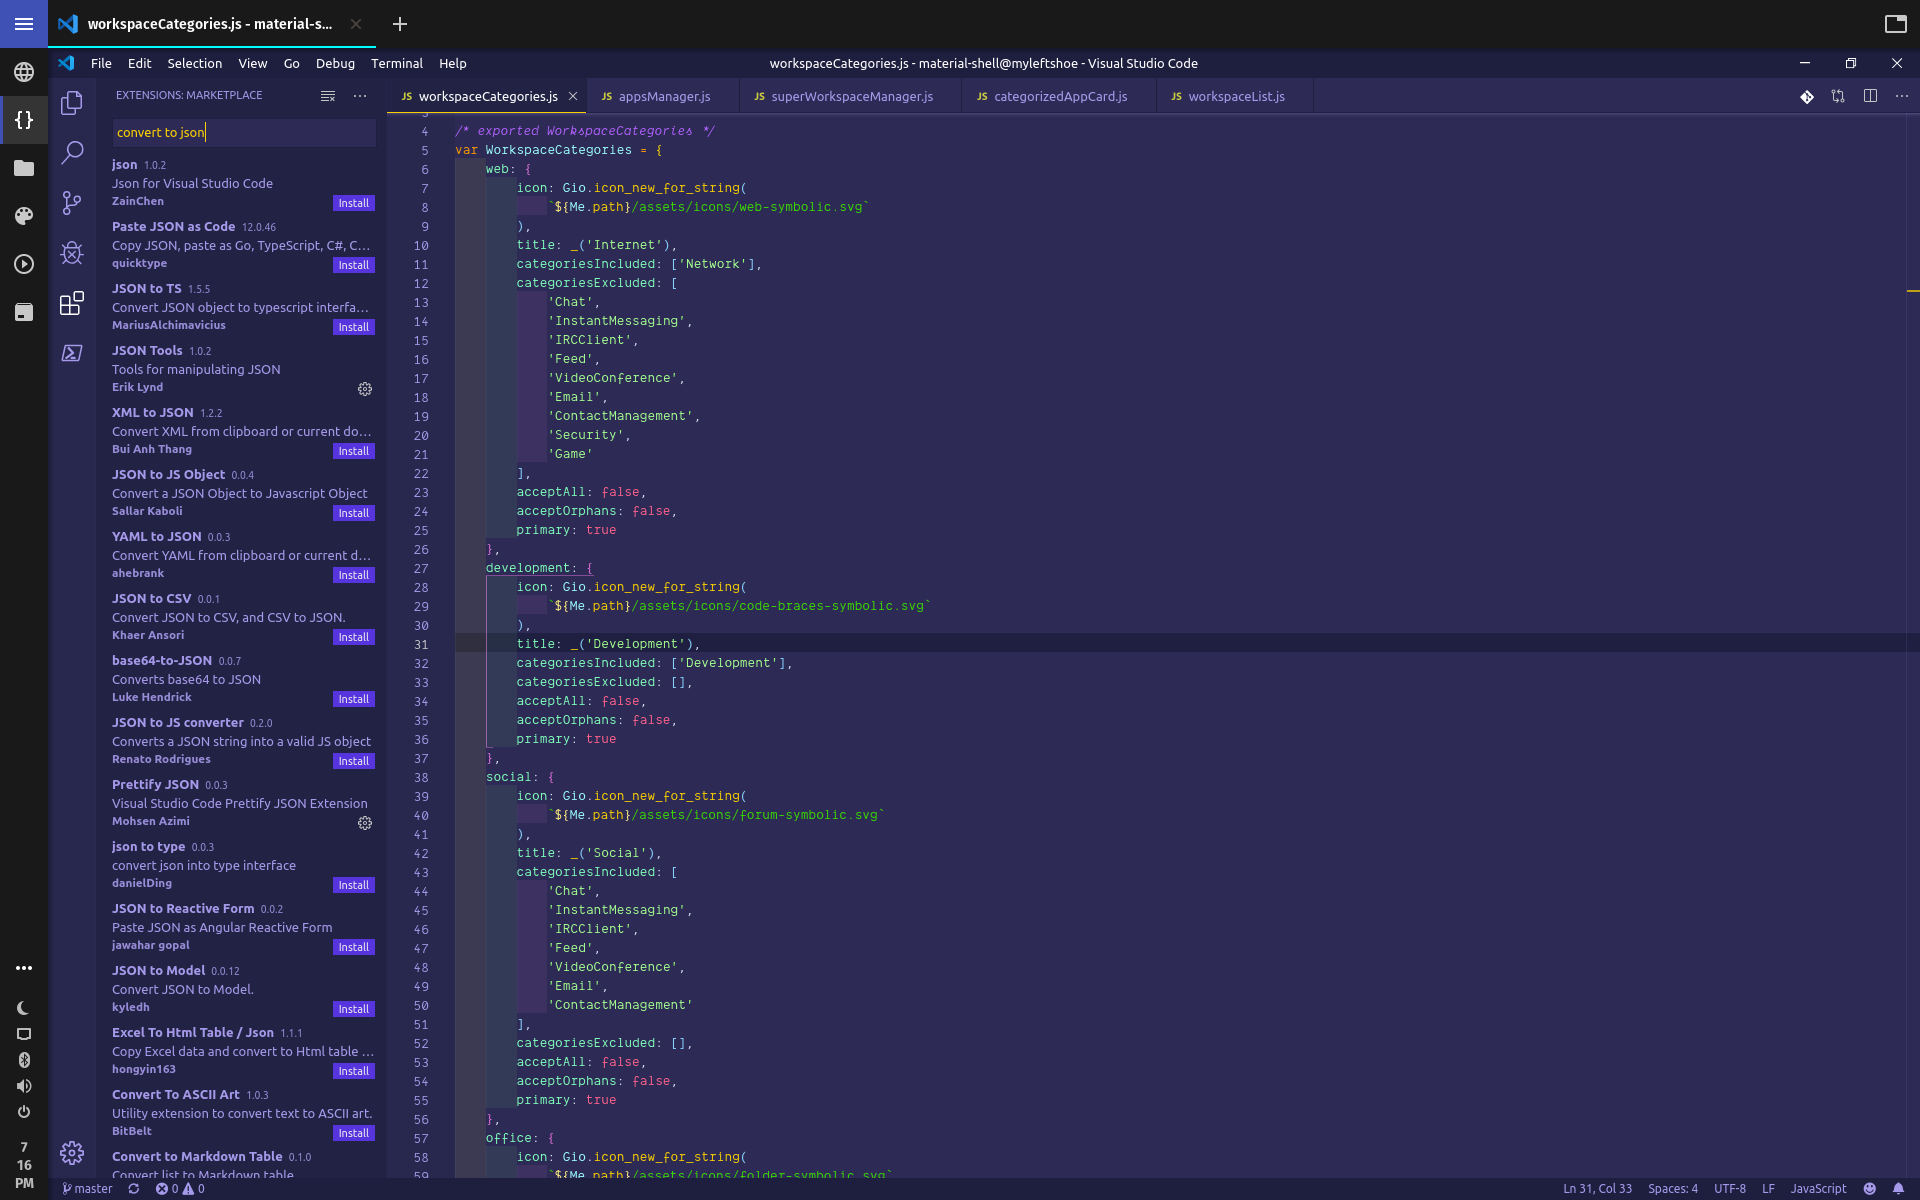 workspaceCategories.js - material-s...
File Edit Selection View Go Debug Terminal Help
workspaceCategories.js - material-shell@myleftshoe - Visual Studio Code
EXTENSIONS: MARKETPLACE
workspaceCategories.js
JS appsManager.js
JS superWorkspaceManager.js
JS categorizedAppCard.js
JS workspaceList.js
convert to json
json 1.0.2
Json for Visual Studio Code
ZainChen
Install
Paste JSON as Code 12.0.46
Copy JSON, paste as Go, TypeScript, C#, C...
quicktype
Install
JSON to TS 1.5.5
Convert JSON object to typescript interfa...
MariusAlchimavicius
Install
JSON Tools 1.0.2
Tools for manipulating JSON
Erik Lynd
XML to JSON 1.2.2
Convert XML from clipboard or current do...
Bui Anh Thang
Install
JSON to JS Object 0.0.4
Convert a JSON Object to Javascript Object
Sallar Kaboli
Install
YAML to JSON 0.0.3
Convert YAML from clipboard or current d...
ahebrank
Install
JSON to CSV 0.0.1
Convert JSON to CSV, and CSV to JSON.
Khaer Ansori
Install
base64-to-JSON 0.0.7
Converts base64 to JSON
Luke Hendrick
Install
JSON to JS converter 0.2.0
Converts a JSON string into a valid JS object
Renato Rodrigues
Install
Prettify JSON 0.0.3
Visual Studio Code Prettify JSON Extension
Mohsen Azimi
json to type 0.0.3
convert json into type interface
danielDing
Install
JSON to Reactive Form 0.0.2
Paste JSON as Angular Reactive Form
jawahar gopal
Install
JSON to Model 0.0.12
Convert JSON to Model.
kyledh
Install
Excel To Html Table / Json 1.1.1
Copy Excel data and convert to Html table ...
hongyin163
Install
Convert To ASCII Art 1.0.3
Utility extension to convert text to ASCII art.
BitBelt
Install
Convert to Markdown Table 0.1.0
Convert list to Markdown table
4 /* exported WorkspaceCategories */
5 var WorkspaceCategories = {
6 web: {
7 icon: Gio.icon_new_for_string(
8 `${Me.path}/assets/icons/web-symbolic.svg`
9 ),
10 title: _('Internet'),
11 categoriesIncluded: ['Network'],
12 categoriesExcluded: [
13 'Chat',
14 'InstantMessaging',
15 'IRCClient',
16 'Feed',
17 'VideoConference',
18 'Email',
19 'ContactManagement',
20 'Security',
21 'Game'
22 ],
23 acceptAll: false,
24 acceptOrphans: false,
25 primary: true
26 },
27 development: {
28 icon: Gio.icon_new_for_string(
29 `${Me.path}/assets/icons/code-braces-symbolic.svg`
30 ),
31 title: _('Development'),
32 categoriesIncluded: ['Development'],
33 categoriesExcluded: [],
34 acceptAll: false,
35 acceptOrphans: false,
36 primary: true
37 },
38 social: {
39 icon: Gio.icon_new_for_string(
40 `${Me.path}/assets/icons/forum-symbolic.svg`
41 ),
42 title: _('Social'),
43 categoriesIncluded: [
44 'Chat',
45 'InstantMessaging',
46 'IRCClient',
47 'Feed',
48 'VideoConference',
49 'Email',
50 'ContactManagement'
51 ],
52 categoriesExcluded: [],
53 acceptAll: false,
54 acceptOrphans: false,
55 primary: true
56 },
57 office: {
58 icon: Gio.icon_new_for_string(
59 `${Me.path}/assets/icons/folder-symbolic.svg`
7
16
PM
master 0 0
Ln 31, Col 33 Spaces: 4 UTF-8 LF JavaScript